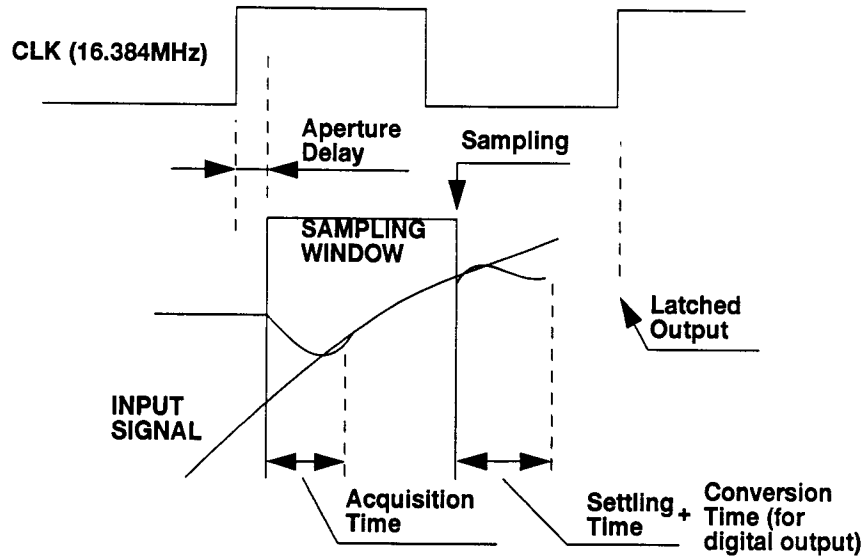 CLK (16.384MHz)
Aperture
Delay
Sampling
SAMPLING
WINDOW
Latched
Output
INPUT
SIGNAL
Acquisition
Time
Settling
Time
+
Conversion
Time (for
digital output)